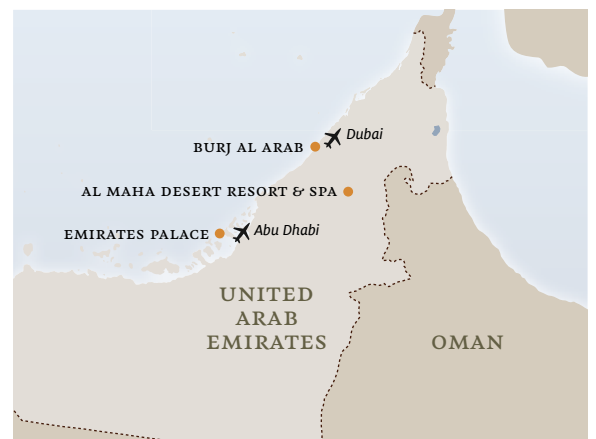 Dubai
BURJ AL ARAB
AL MAHA DESERT RESORT & SPA
EMIRATES PALACE
Abu Dhabi
UNITED
ARAB
EMIRATES
OMAN